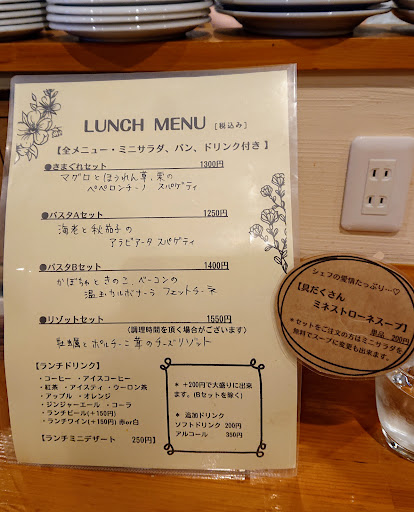 LUNCH MENU [税込み]
【全メニュー・ミニサラダ、パン、ドリンク付き】
●きまぐれセット 1300円
マグロとほうれん草、栗の
ペペロンチーノ スパゲティ
●パスタAセット 1250円
海老と秋茄子の
アラビアータ スパゲティ
●パスタBセット 1400円
かぼちゃときのこ、ベーコンの
温玉カルボナーラ フェットチーネ
●リゾットセット 1550円
(調理時間を頂く場合がございます)
牡蠣とポルチーニ茸のチーズリゾット
【ランチドリンク】
・コーヒー ・アイスコーヒー
・紅茶 ・アイスティ ・ウーロン茶
・アップル ・オレンジ
・ジンジャーエール ・コーラ
・ランチビール(+150円)
・ランチワイン(+150円) 赤or白
【ランチミニデザート 250円】
* +200円で大盛りに出来
ます。(Bセットを除く)
* 追加ドリンク
ソフトドリンク 200円
アルコール 350円
シェフの愛情たっぷり…♡
【具だくさん
ミネストローネスープ】
単品 200円
*セットをご注文の方はミニサラダを
無料でスープに変更も出来ます。